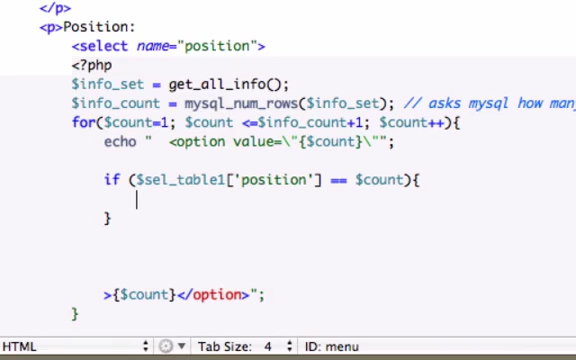 </p>
<p>Position:
<select name="position">
<?php
$info_set = get_all_info();
$info_count = mysql_num_rows($info_set); // asks mysql how many
for($count=1; $count <=$info_count+1; $count++){
echo "  <option value=\"{$count}\"";
if ($sel_table1['position'] == $count){
}
>{$count}</option>";
}
HTML Tab Size: 4 ID: menu